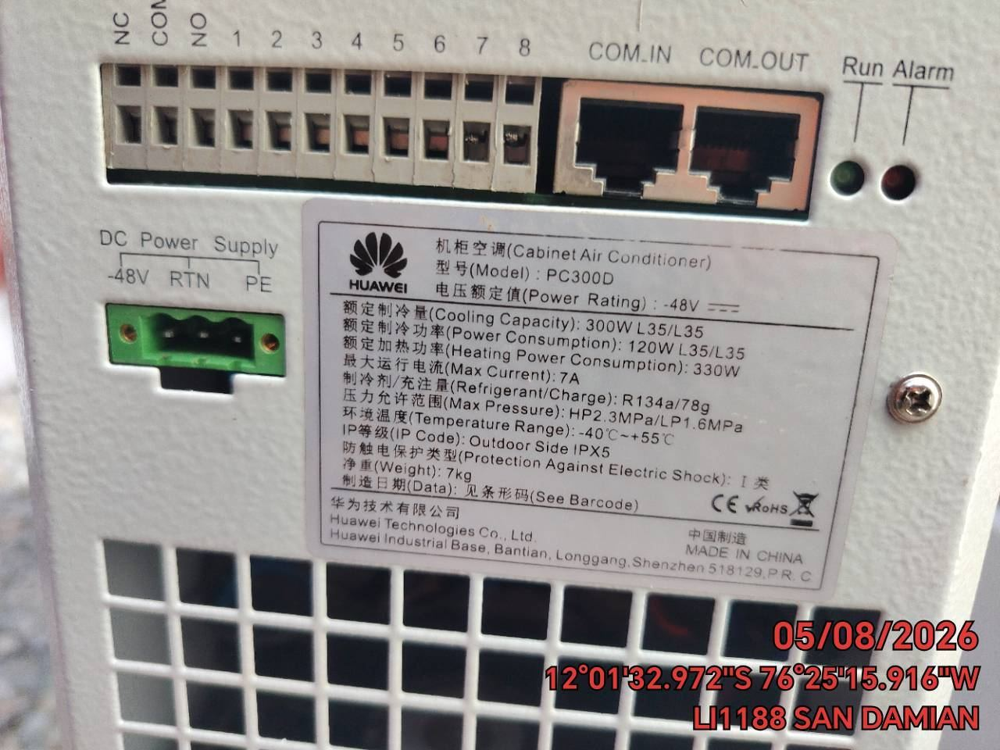 NC COM NO 1 2 3 4 5 6 7 8
COM_IN COM_OUT
Run Alarm
DC Power Supply
-48V RTN PE
HUAWEI
机柜空调(Cabinet Air Conditioner)
型号(Model) : PC300D
电压额定值(Power Rating) : -48V
额定制冷量(Cooling Capacity): 300W L35/L35
额定制冷功率(Power Consumption): 120W L35/L35
额定加热功率(Heating Power Consumption): 330W
最大运行电流(Max Current): 7A
制冷剂/充注量(Refrigerant/Charge): R134a/78g
压力允许范围(Max Pressure): HP2.3MPa/LP1.6MPa
环境温度(Temperature Range): -40℃~+55℃
IP等级(IP Code): Outdoor Side IPX5
防触电保护类型(Protection Against Electric Shock): I 类
净重(Weight): 7kg
制造日期(Data): 见条形码(See Barcode)
CE RoHS
华为技术有限公司
Huawei Technologies Co., Ltd.
Huawei Industrial Base, Bantian, Longgang,Shenzhen 518129,P.R. C
中国制造
MADE IN CHINA
05/08/2026
12°01'32.972"S 76°25'15.916"W
LI1188 SAN DAMIAN